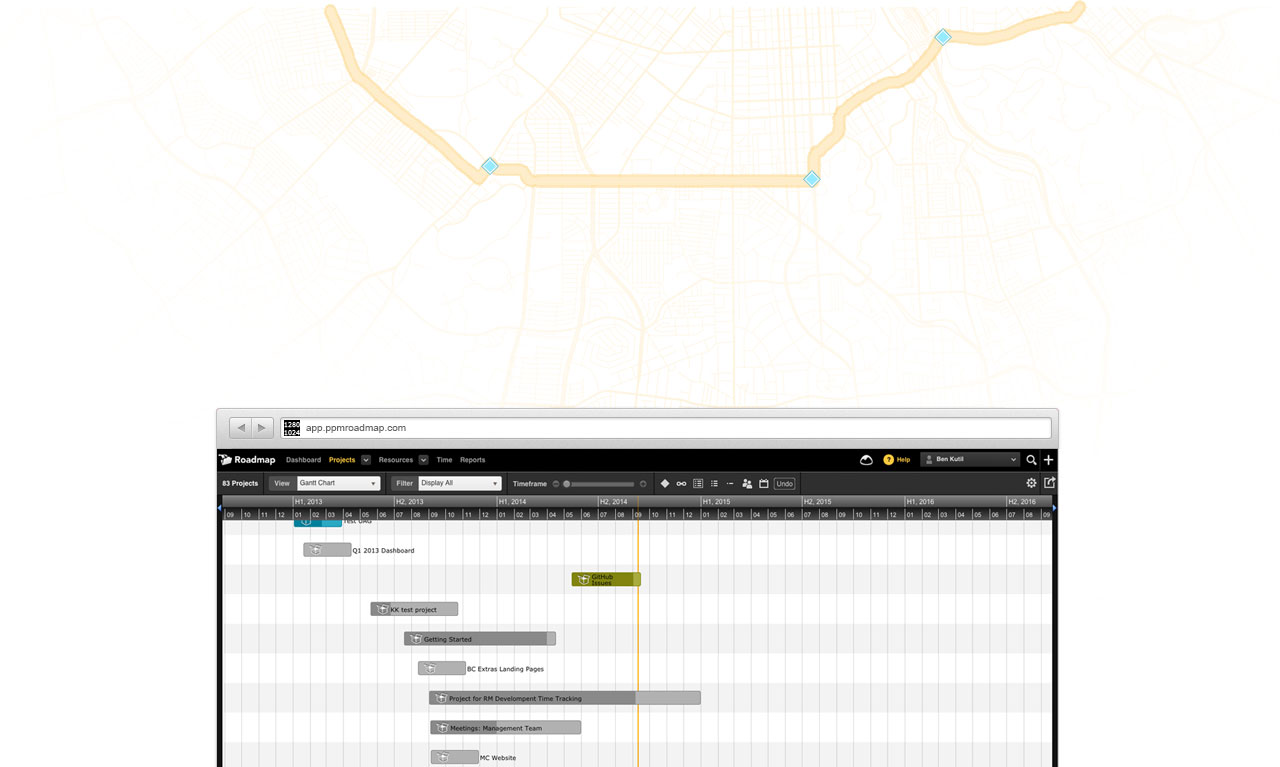 1280
1024
app.ppmroadmap.com
Roadmap Dashboard Projects Resources Time Reports ? Help Ben Kutil
83 Projects View Gantt Chart Filter Display All Timeframe Undo
H1, 2013 H2, 2013 H1, 2014 H2, 2014 H1, 2015 H2, 2015 H1, 2016 H2, 2016
09 10 11 12 01 02 03 04 05 06 07 08 09 10 11 12 01 02 03 04 05 06 07 08 09 10 11 12 01 02 03 04 05 06 07 08 09 10 11 12 01 02 03 04 05 06 07 08 09
Test UAG
Q1 2013 Dashboard
GitHub
Issues
KK test project
Getting Started
BC Extras Landing Pages
Project for RM Develompent Time Tracking
Meetings: Management Team
MC Website